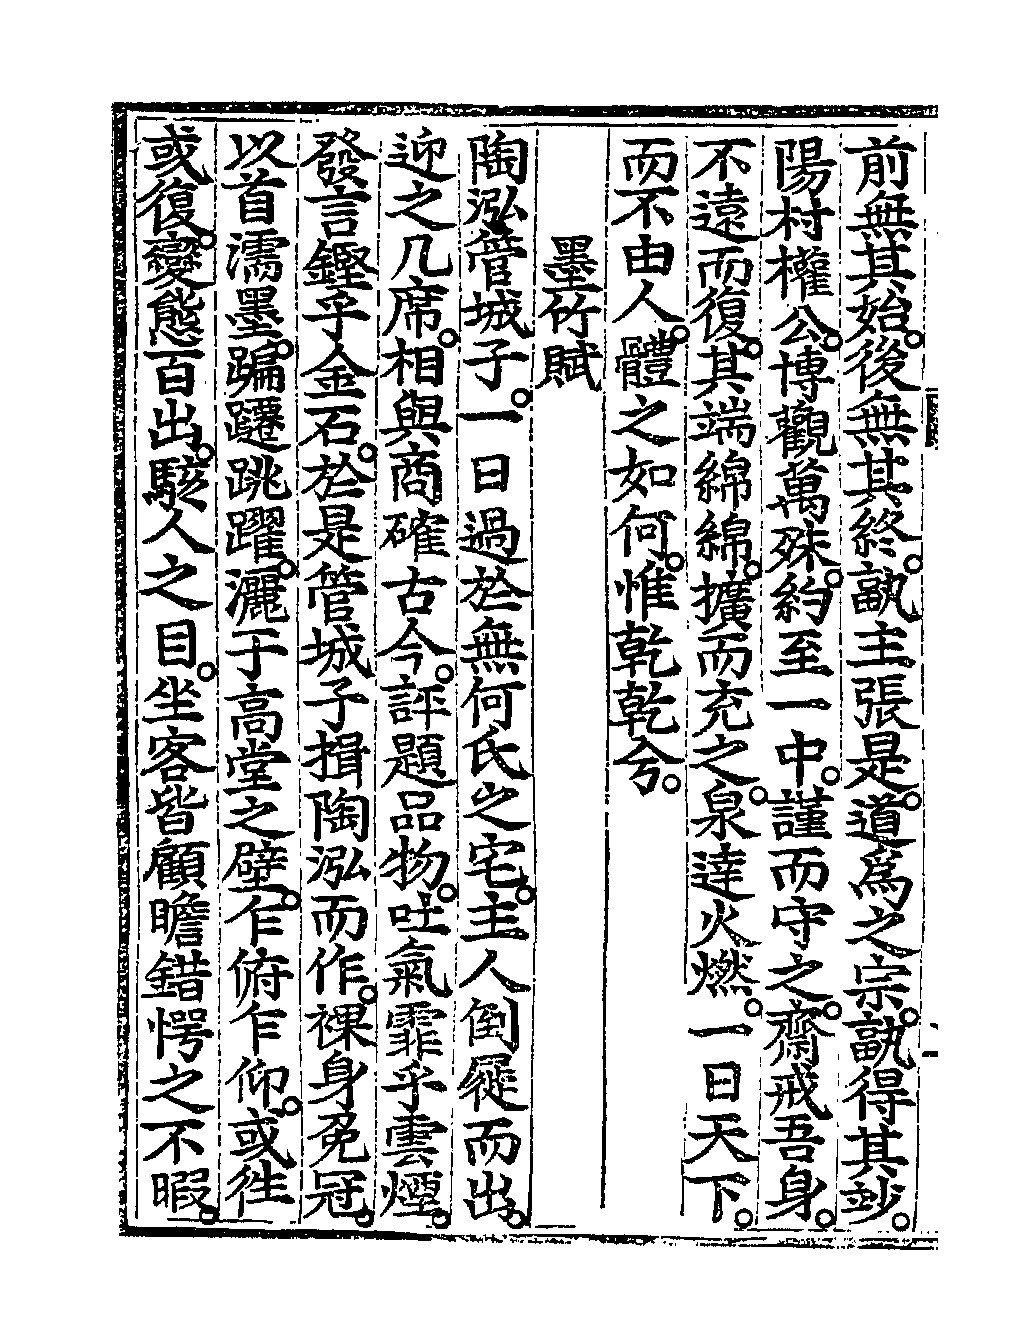 前無其始後無其終孰主張是道爲之宗孰得其玅
陽村權公博觀萬殊約至一中謹而守之齋戒吾身
不遠而復其端綿綿擴而充之泉達火燃一日天下
而不由人體之如何惟乾乾兮
墨竹賦
陶泓管城子一日過於無何氏之宅主人倒屣而出
迎之几席相與商確古今評題品物吐氣霏乎雲煙
發言鏗乎金石於是管城子揖陶泓而作裸身免冠
以首濡墨蹁躚跳躍灑于高堂之壁乍俯乍仰或徃
或復變態百出駭人之目坐客皆顧瞻錯愕之不暇